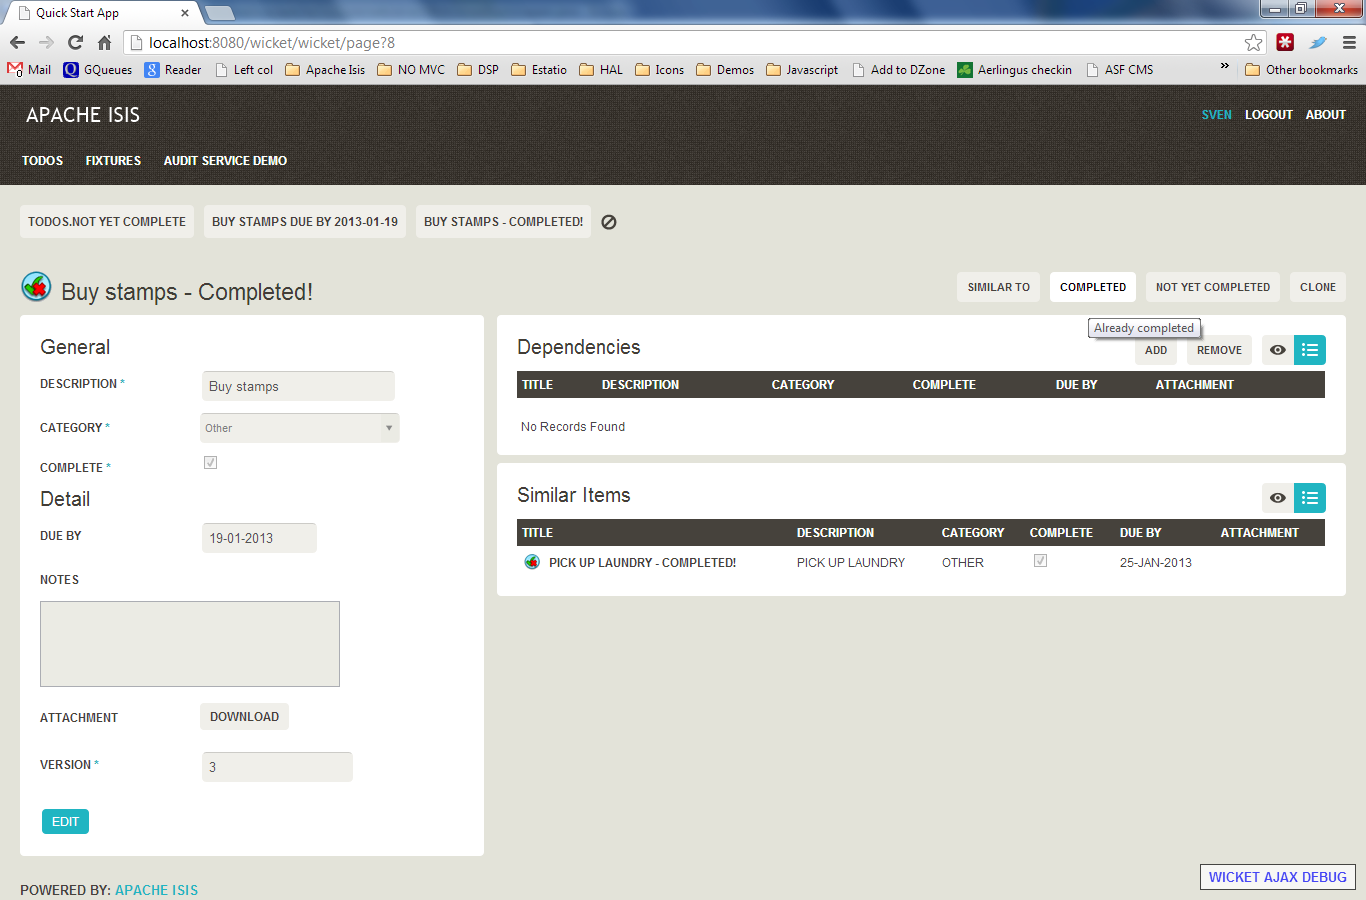 Quick Start App
localhost:8080/wicket/wicket/page?8
Mail GQueues Reader Left col Apache Isis NO MVC DSP Estatio HAL Icons Demos Javascript Add to DZone Aerlingus checkin ASF CMS » Other bookmarks
APACHE ISIS
SVEN LOGOUT ABOUT
TODOS FIXTURES AUDIT SERVICE DEMO
TODOS.NOT YET COMPLETE BUY STAMPS DUE BY 2013-01-19 BUY STAMPS - COMPLETED!
Buy stamps - Completed!
SIMILAR TO COMPLETED NOT YET COMPLETED CLONE
Already completed
General
DESCRIPTION * Buy stamps
CATEGORY * Other
COMPLETE *
Detail
DUE BY 19-01-2013
NOTES
ATTACHMENT DOWNLOAD
VERSION * 3
EDIT
Dependencies
ADD REMOVE
TITLE DESCRIPTION CATEGORY COMPLETE DUE BY ATTACHMENT
No Records Found
Similar Items
TITLE DESCRIPTION CATEGORY COMPLETE DUE BY ATTACHMENT
PICK UP LAUNDRY - COMPLETED! PICK UP LAUNDRY OTHER 25-JAN-2013
POWERED BY: APACHE ISIS
WICKET AJAX DEBUG